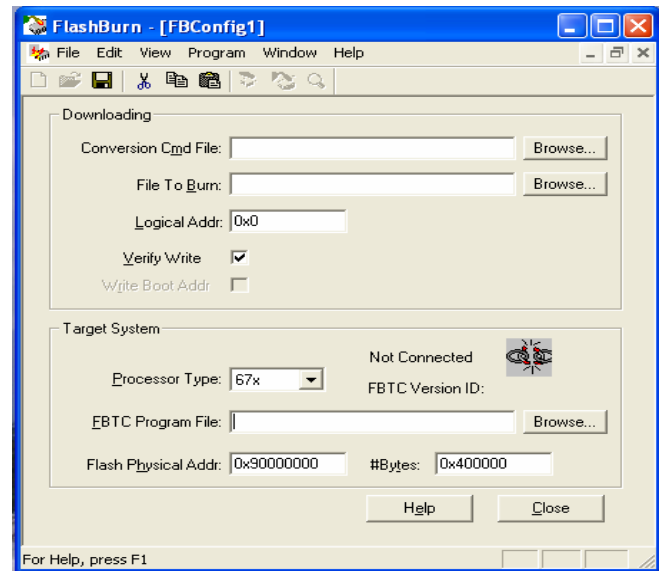 FlashBurn - [FBConfig1]
File Edit View Program Window Help
Downloading
Conversion Cmd File: Browse...
File To Burn: Browse...
Logical Addr: 0x0
Verify Write
Write Boot Addr
Target System
Not Connected
Processor Type: 67x
FBTC Version ID:
FBTC Program File: Browse...
Flash Physical Addr: 0x90000000 #Bytes: 0x400000
Help Close
For Help, press F1